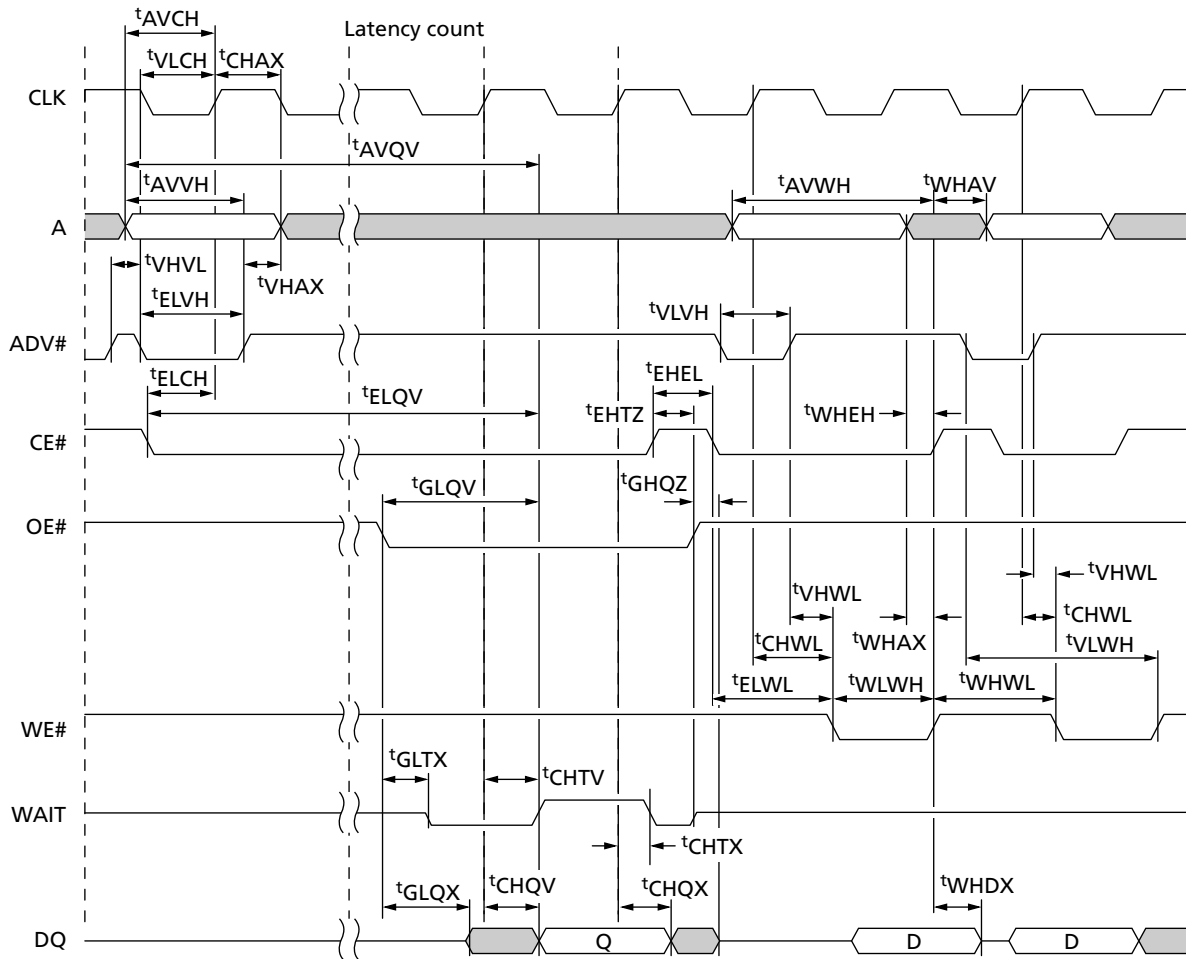 tAVCH
Latency count
tVLCH tCHAX
CLK
tAVQV
tAVVH tAVWH tWHAV
A
tVHVL tVHAX
tELVH tVLVH
ADV#
tELCH tEHEL
tELQV
tEHTZ tWHEH
CE#
tGLQV tGHQZ
OE#
tVHWL
tVHWL tCHWL
tCHWL tWHAX tVLWH
tELWL tWLWH tWHWL
WE#
tGLTX tCHTV
WAIT
tCHTX
tGLQX tCHQV tCHQX tWHDX
DQ Q D D